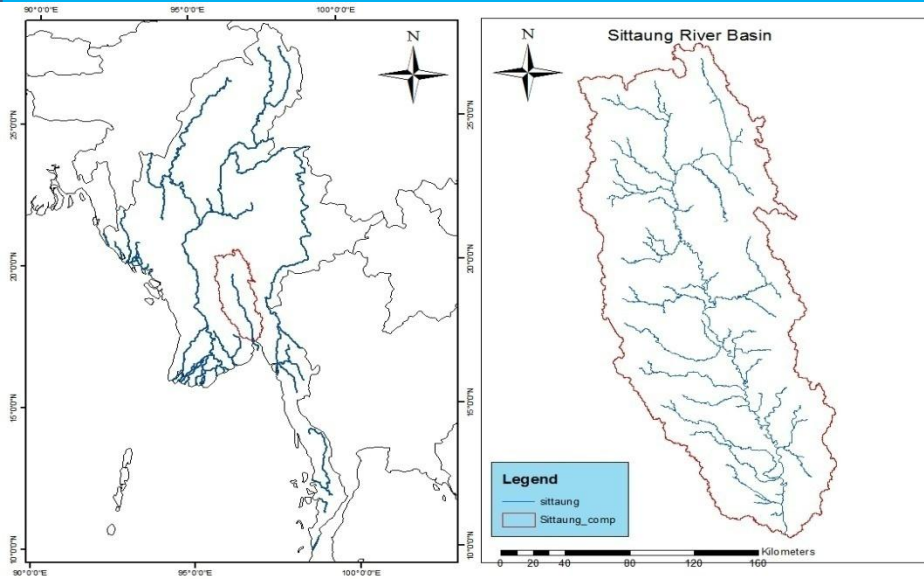 90°0'0"E 95°0'0"E 100°0'0"E
N
25°0'0"N
20°0'0"N
15°0'0"N
10°0'0"N
25°0'0"N
20°0'0"N
15°0'0"N
10°0'0"N
90°0'0"E 95°0'0"E 100°0'0"E
Sittaung River Basin
N
Legend
sittaung
Sittaung_comp
Kilometers
0 20 40 80 120 160